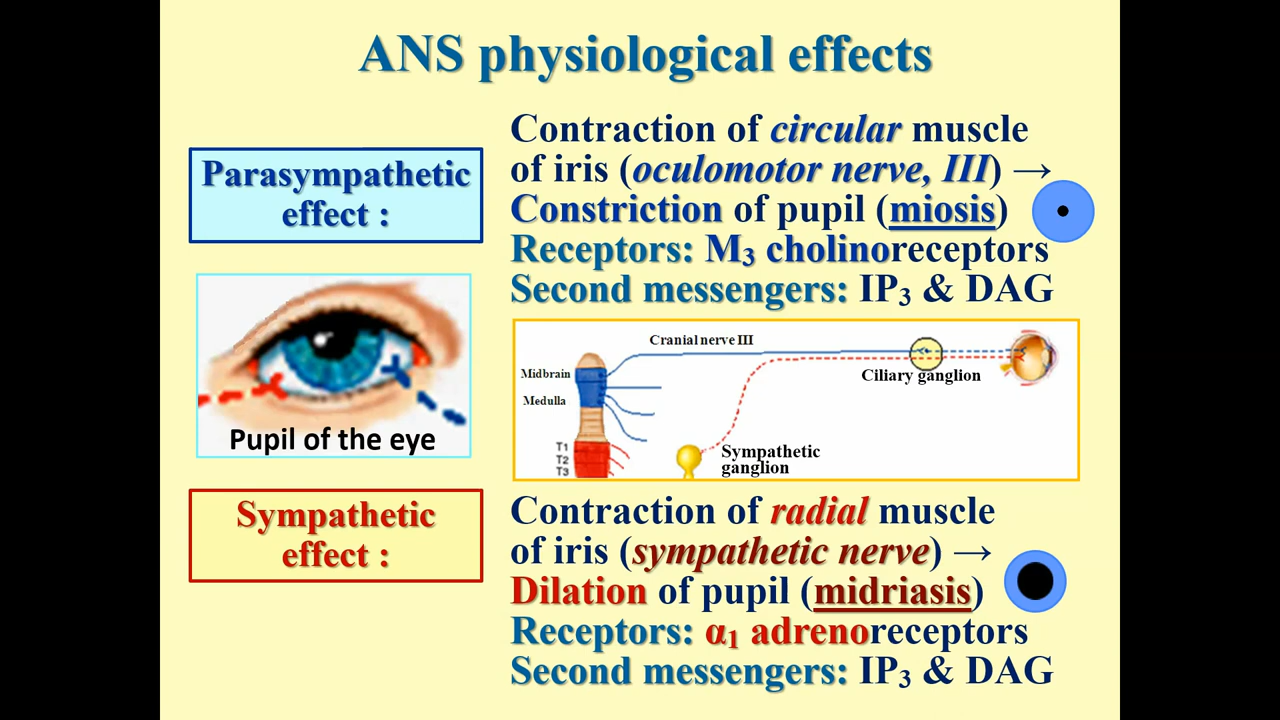 ANS physiological effects
Parasympathetic
effect :
Contraction of circular muscle
of iris (oculomotor nerve, III) →
Constriction of pupil (miosis)
Receptors: M₃ cholinoreceptors
Second messengers: IP₃ & DAG
Pupil of the eye
Cranial nerve III
Midbrain
Medulla
Ciliary ganglion
T1
T2
T3
Sympathetic
ganglion
Sympathetic
effect :
Contraction of radial muscle
of iris (sympathetic nerve) →
Dilation of pupil (midriasis)
Receptors: α₁ adrenoreceptors
Second messengers: IP₃ & DAG